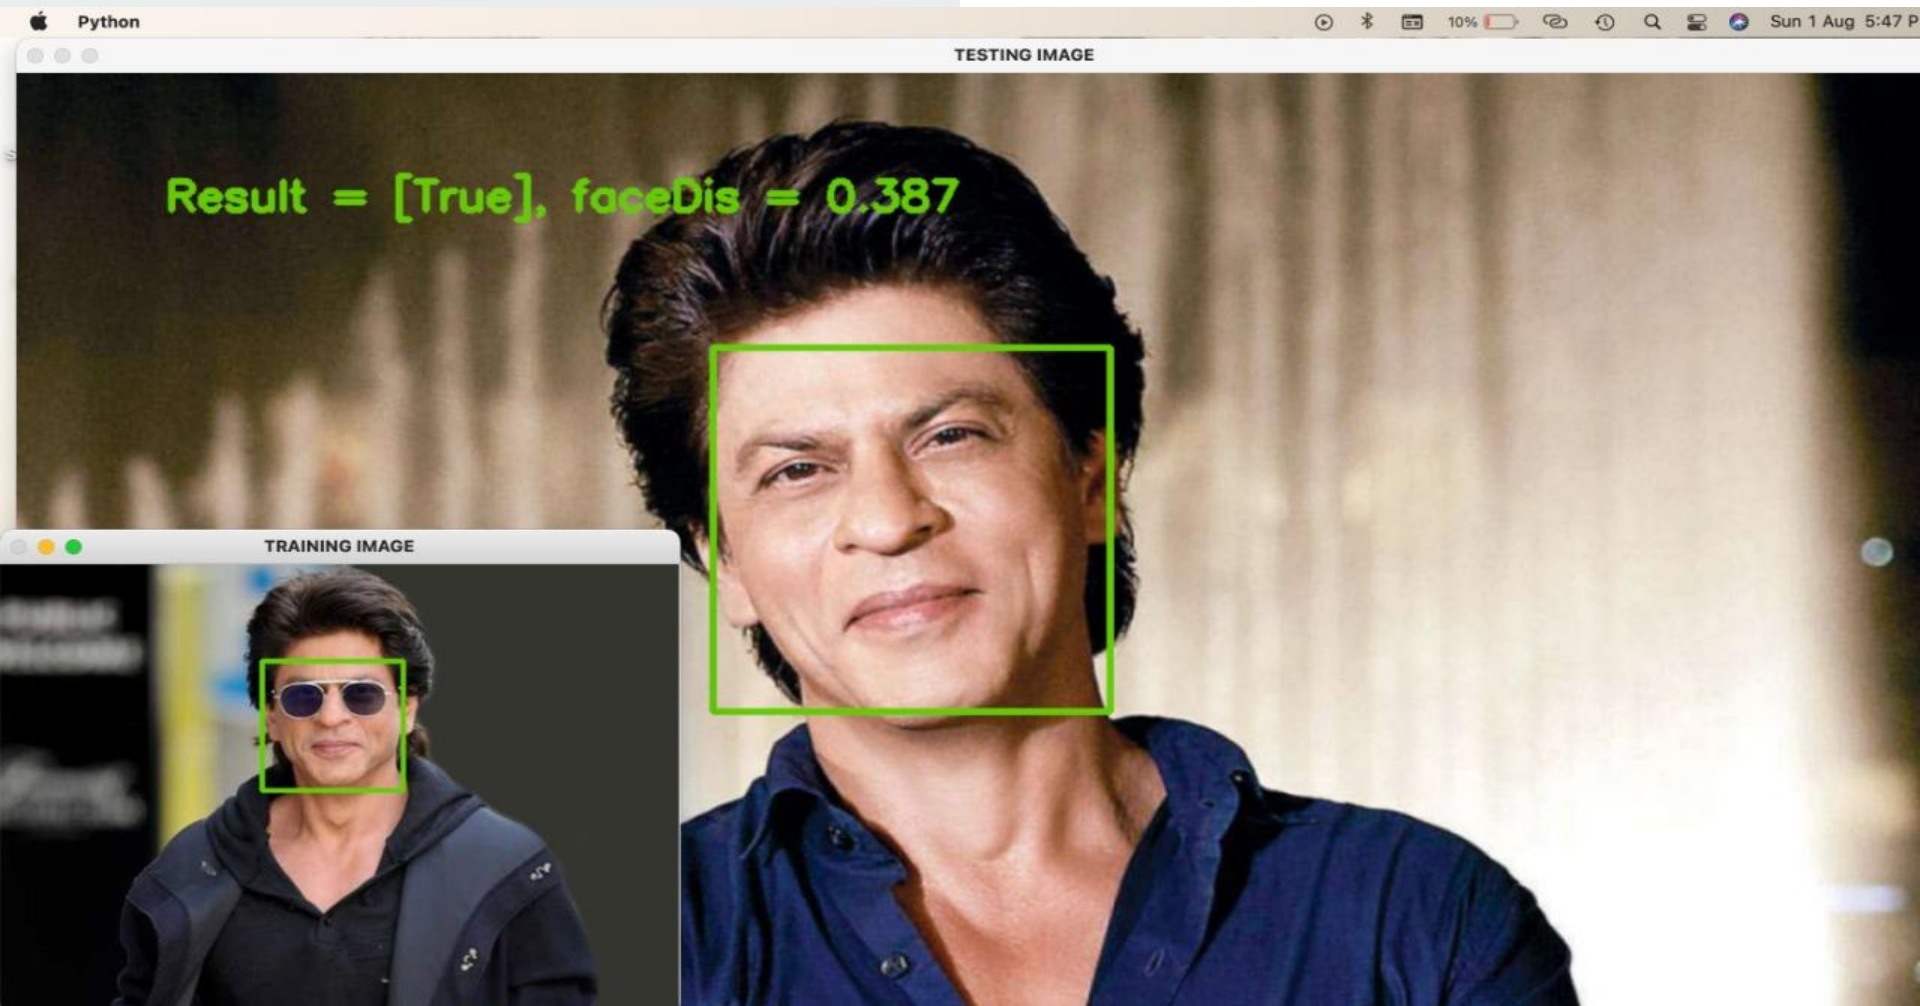 Python
10%
Sun 1 Aug 5:47 P
TESTING IMAGE
Result = [True], faceDis = 0.387
TRAINING IMAGE